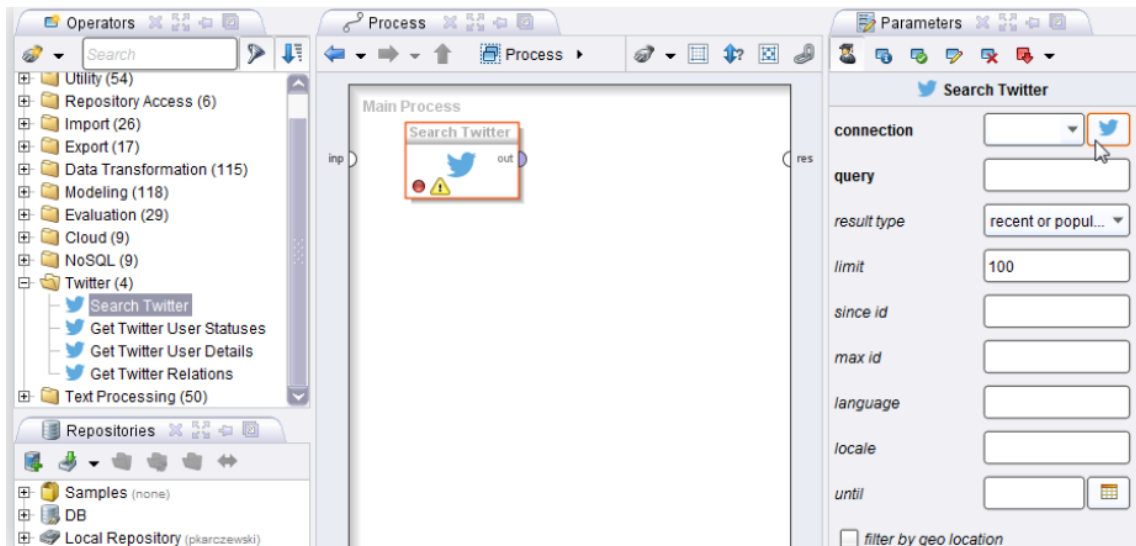 Operators
Search
Utility (54)
Repository Access (6)
Import (26)
Export (17)
Data Transformation (115)
Modeling (118)
Evaluation (29)
Cloud (9)
NoSQL (9)
Twitter (4)
Search Twitter
Get Twitter User Statuses
Get Twitter User Details
Get Twitter Relations
Text Processing (50)
Repositories
Samples (none)
DB
Local Repository (pkarczewski)
Process
Process
Main Process
Search Twitter
inp
out
res
Parameters
Search Twitter
connection
query
result type
recent or popul...
limit
100
since id
max id
language
locale
until
filter by geo location